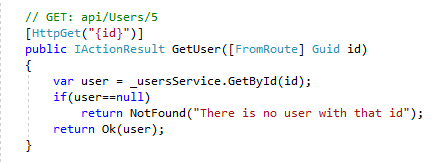 // GET: api/Users/5
[HttpGet("{id}")]
public IActionResult GetUser([FromRoute] Guid id)
{
    var user = _usersService.GetById(id);
    if(user==null)
        return NotFound("There is no user with that id");
    return Ok(user);
}